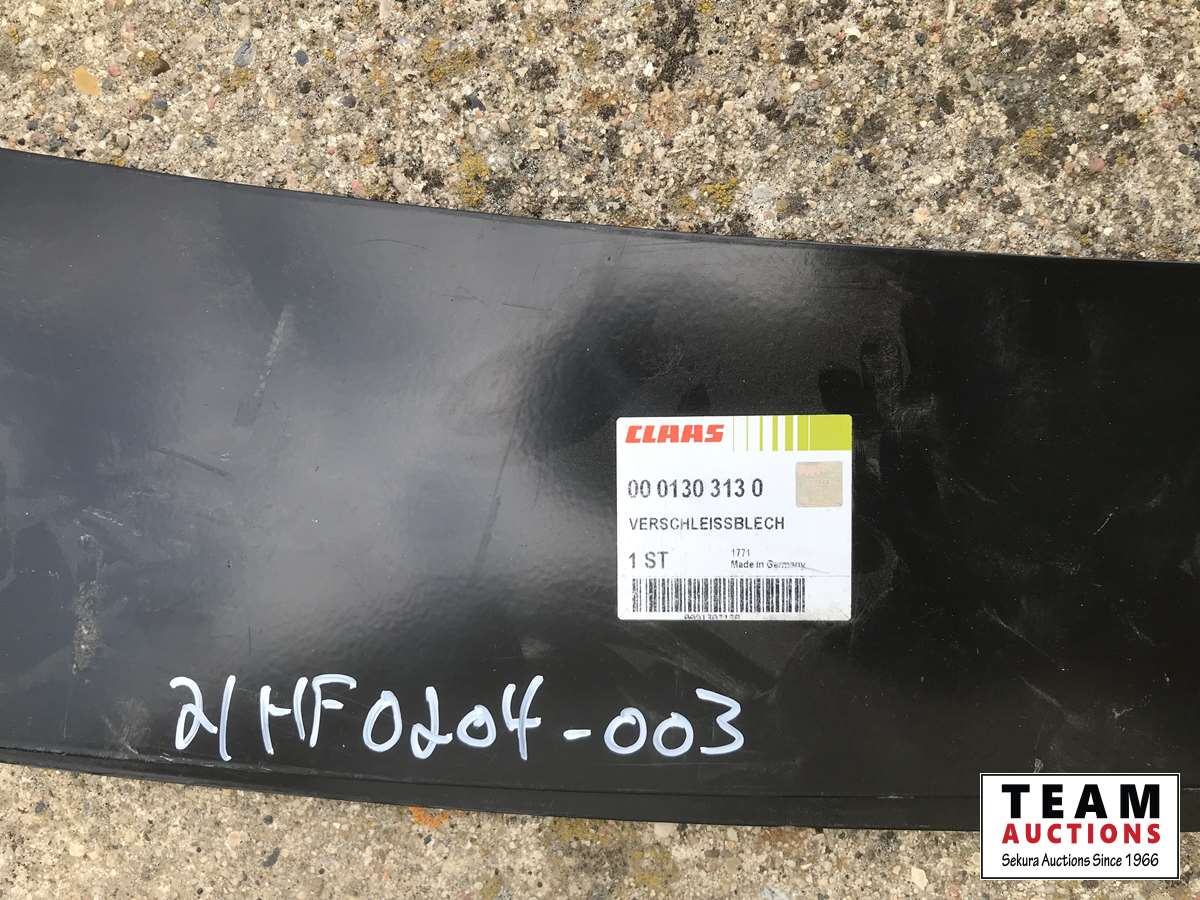 CLAAS
00 0130 313 0
VERSCHLEISSBLECH
1 ST
1771
Made in Germany
21HF0204-003
TEAM
AUCTIONS
Sekura Auctions Since 1966